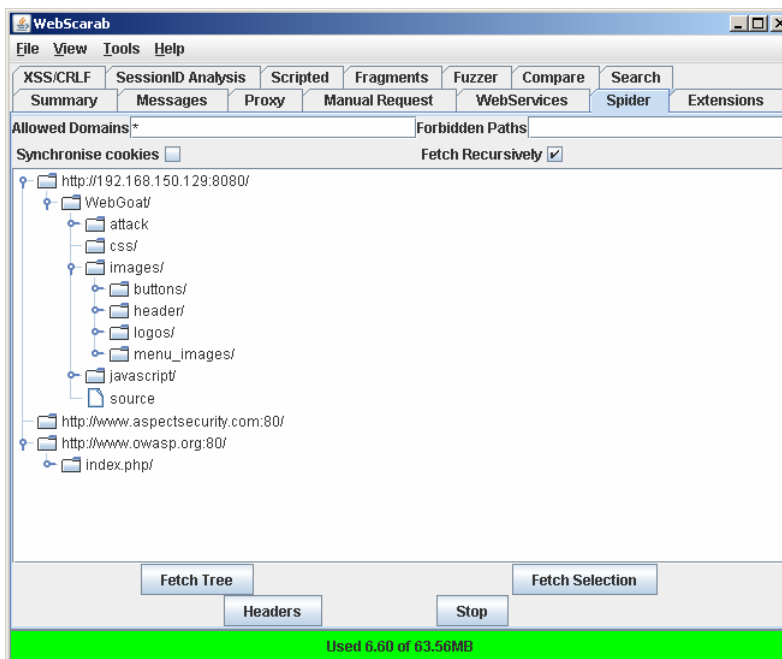 WebScarab
File View Tools Help
XSS/CRLF SessionID Analysis Scripted Fragments Fuzzer Compare Search
Summary Messages Proxy Manual Request WebServices Spider Extensions
Allowed Domains * Forbidden Paths
Synchronise cookies Fetch Recursively
http://192.168.150.129:8080/
WebGoat/
attack
css/
images/
buttons/
header/
logos/
menu_images/
javascript/
source
http://www.aspectsecurity.com:80/
http://www.owasp.org:80/
index.php/
Fetch Tree Fetch Selection
Headers Stop
Used 6.60 of 63.56MB